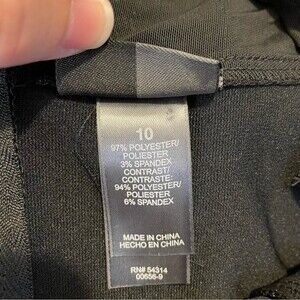 10
97% POLYESTER/
POLIESTER
3% SPANDEX
CONTRAST/
CONTRASTE:
94% POLYESTER/
POLIESTER
6% SPANDEX
MADE IN CHINA
HECHO EN CHINA
RN# 54314
00656-9